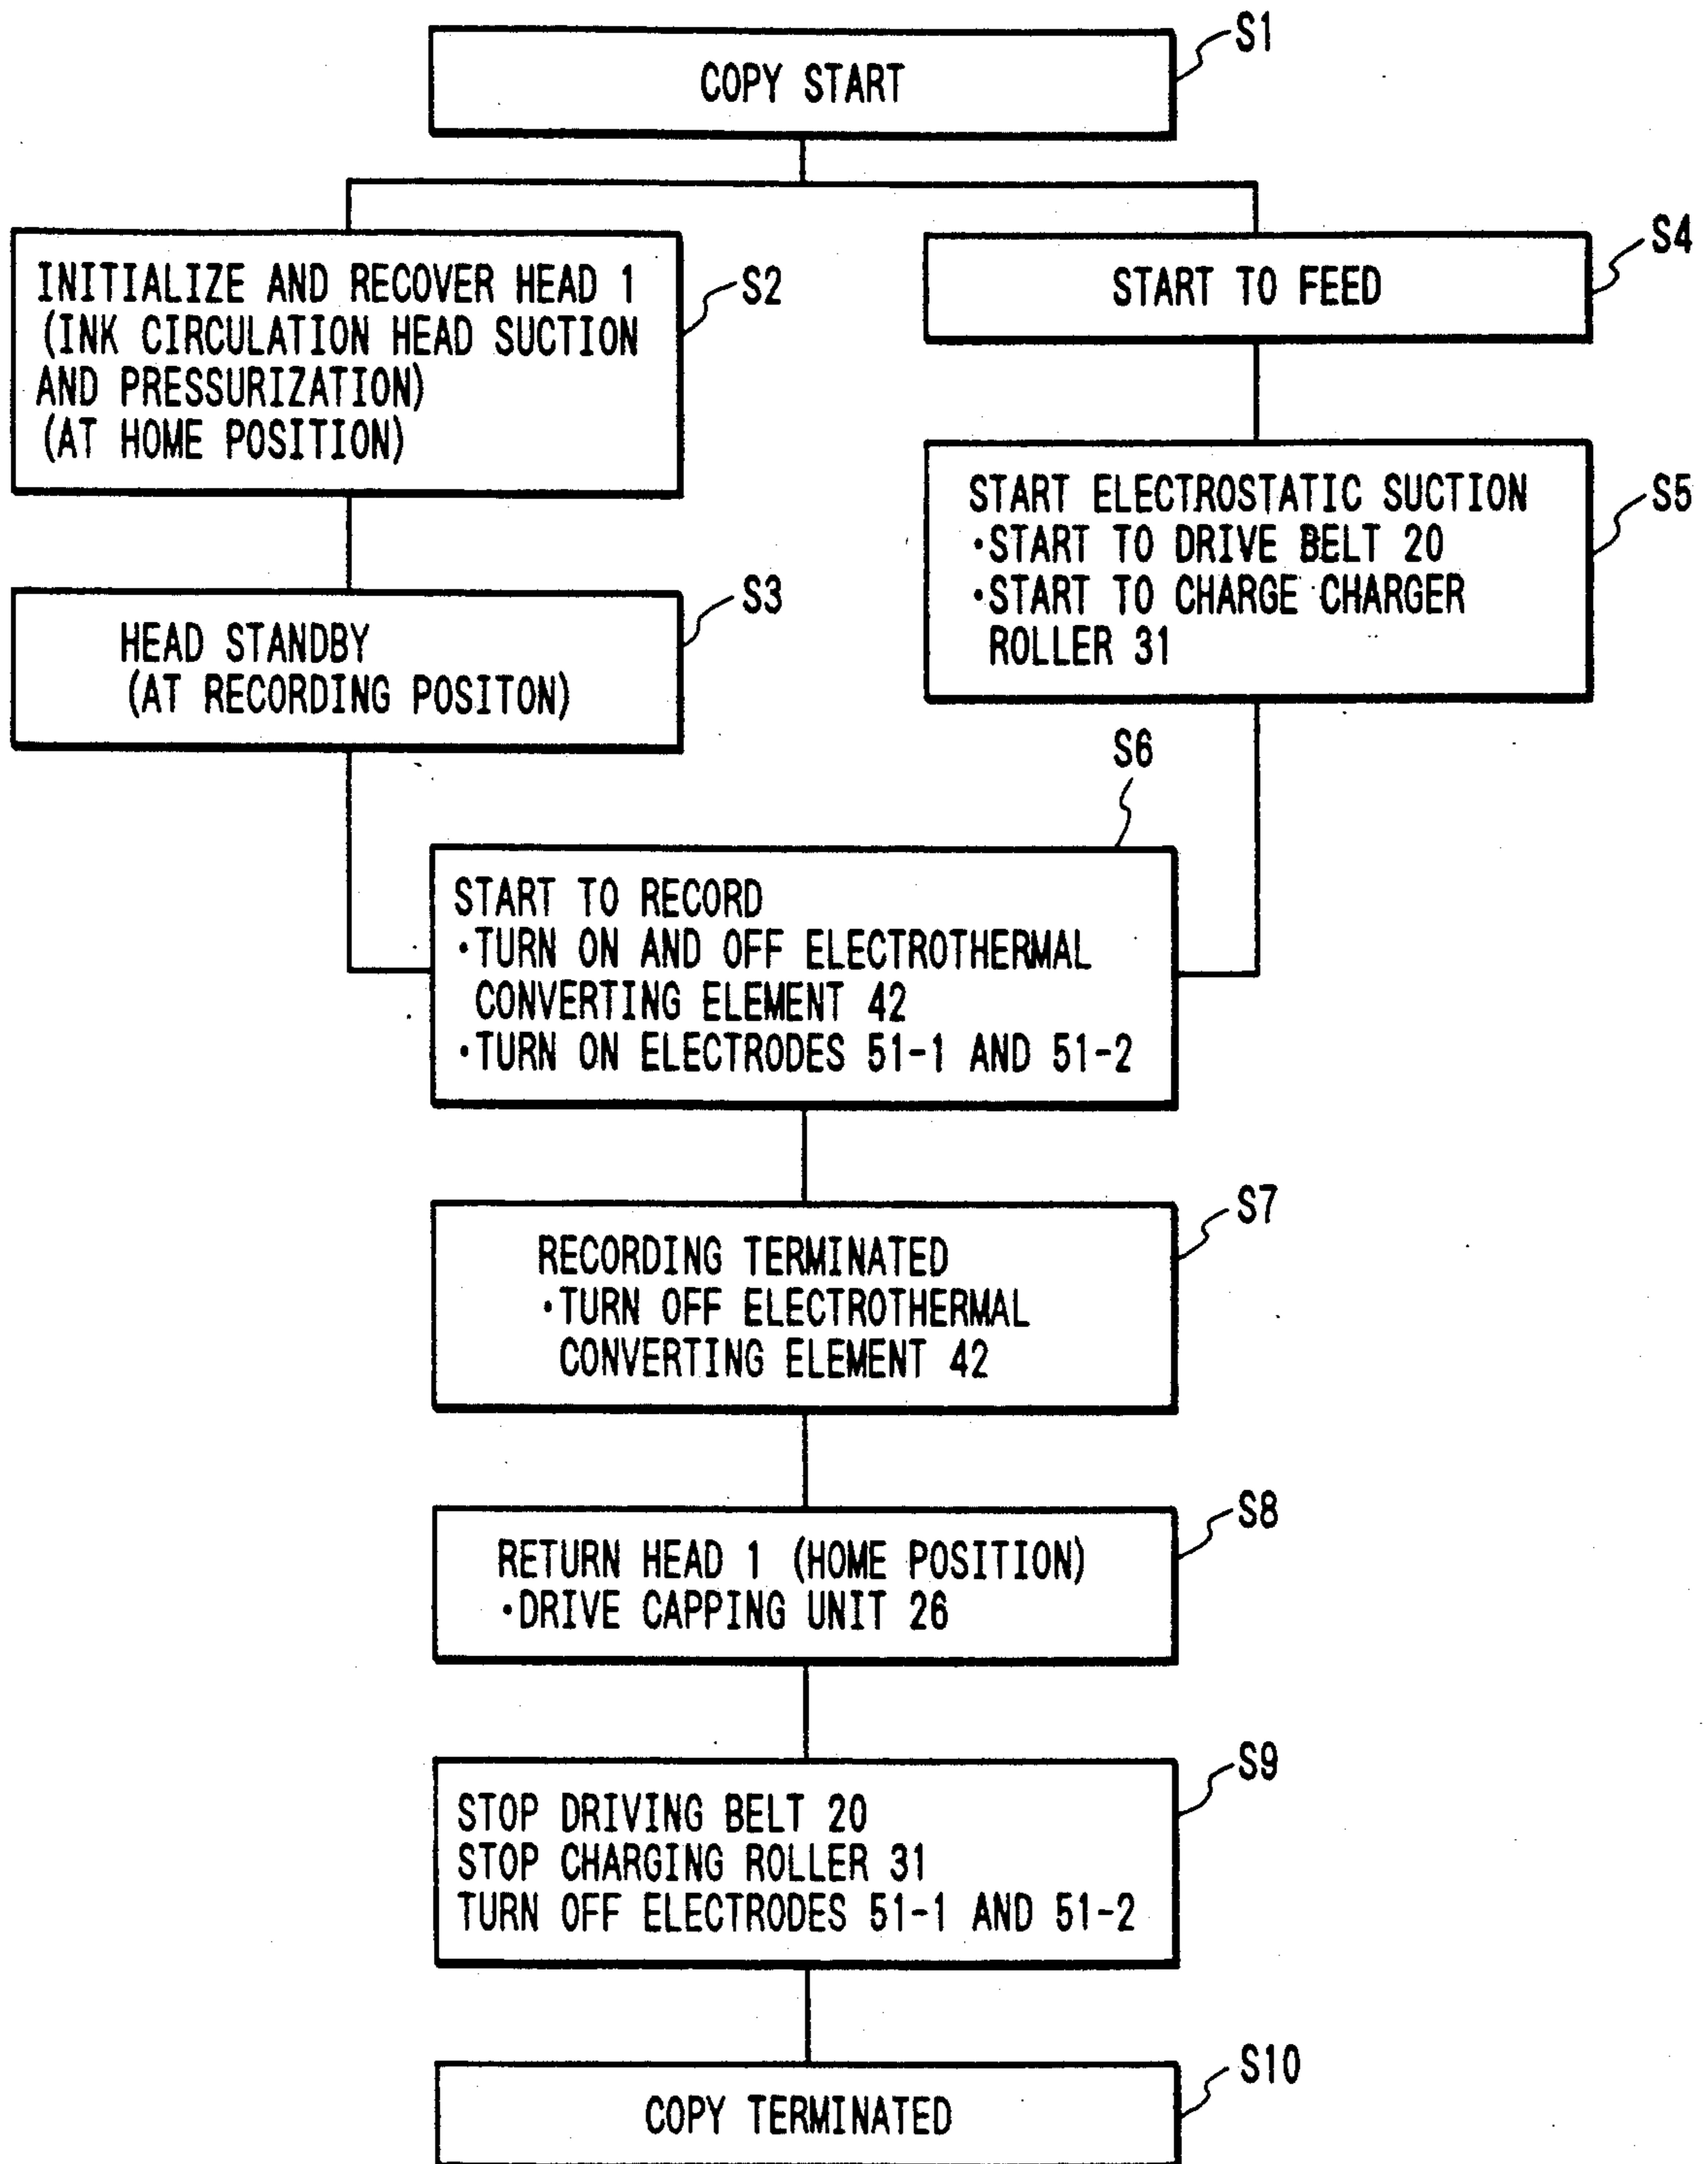 S1
COPY START
S2
INITIALIZE AND RECOVER HEAD 1
(INK CIRCULATION HEAD SUCTION
AND PRESSURIZATION)
(AT HOME POSITION)
S3
HEAD STANDBY
(AT RECORDING POSITON)
S4
START TO FEED
S5
START ELECTROSTATIC SUCTION
·START TO DRIVE BELT 20
·START TO CHARGE CHARGER
ROLLER 31
S6
START TO RECORD
·TURN ON AND OFF ELECTROTHERMAL
CONVERTING ELEMENT 42
·TURN ON ELECTRODES 51-1 AND 51-2
S7
RECORDING TERMINATED
·TURN OFF ELECTROTHERMAL
CONVERTING ELEMENT 42
S8
RETURN HEAD 1 (HOME POSITION)
·DRIVE CAPPING UNIT 26
S9
STOP DRIVING BELT 20
STOP CHARGING ROLLER 31
TURN OFF ELECTRODES 51-1 AND 51-2
S10
COPY TERMINATED